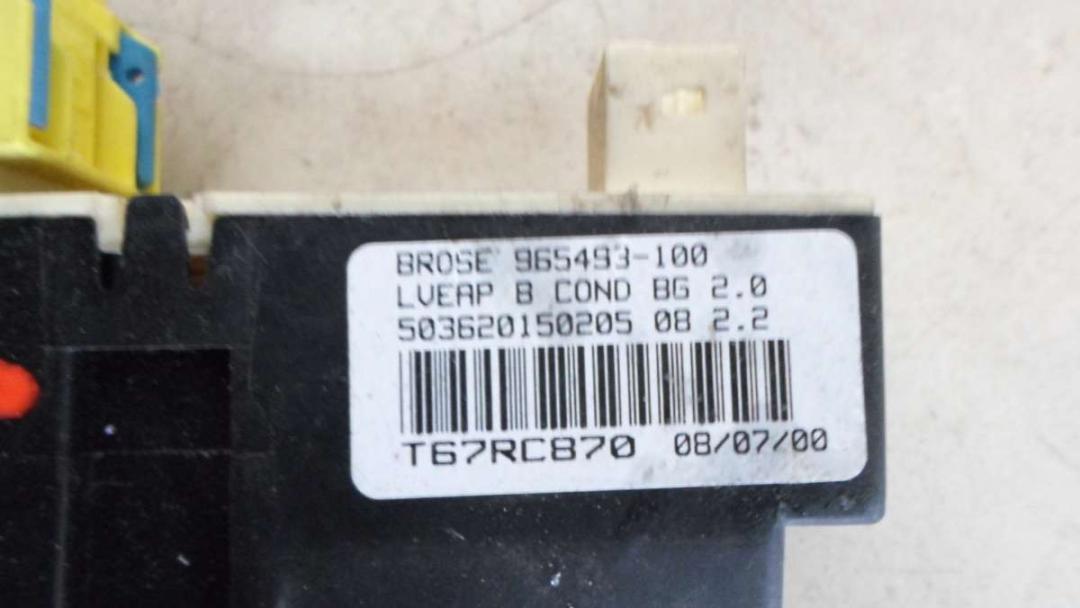 BROSE 965493-100
LVEAP B COND BG 2.0
503620150205 08 2.2
T67RC870 08/07/00